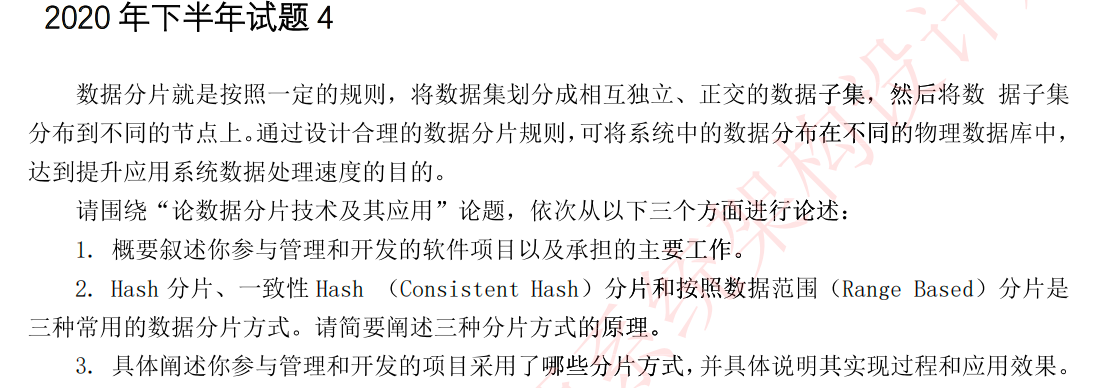 2020 年下半年试题 4
数据分片就是按照一定的规则，将数据集划分成相互独立、正交的数据子集，然后将数 据子集
分布到不同的节点上。通过设计合理的数据分片规则，可将系统中的数据分布在不同的物理数据库中，
达到提升应用系统数据处理速度的目的。
请围绕“论数据分片技术及其应用”论题，依次从以下三个方面进行论述：
1. 概要叙述你参与管理和开发的软件项目以及承担的主要工作。
2. Hash 分片、一致性 Hash （Consistent Hash）分片和按照数据范围（Range Based）分片是
三种常用的数据分片方式。请简要阐述三种分片方式的原理。
3. 具体阐述你参与管理和开发的项目采用了哪些分片方式，并具体说明其实现过程和应用效果。
系统架构设计